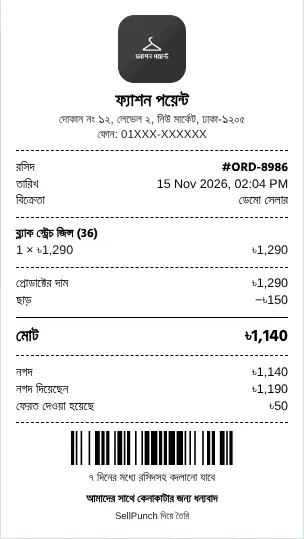 ফ্যাশন পয়েন্ট
ফ্যাশন পয়েন্ট
দোকান নং ১২, লেভেল ২, নিউ মার্কেট, ঢাকা-১২০৫
ফোন: 01XXX-XXXXXX
রসিদ #ORD-8986
তারিখ 15 Nov 2026, 02:04 PM
বিক্রেতা ডেমো সেলার
ব্ল্যাক স্ট্রেচ জিন্স (36)
1 × ৳1,290 ৳1,290
প্রোডাক্টের দাম ৳1,290
ছাড় −৳150
মোট ৳1,140
নগদ ৳1,140
নগদ দিয়েছেন ৳1,190
ফেরত দেওয়া হয়েছে ৳50
৭ দিনের মধ্যে রসিদসহ বদলানো যাবে
আমাদের সাথে কেনাকাটার জন্য ধন্যবাদ
SellPunch দিয়ে তৈরি